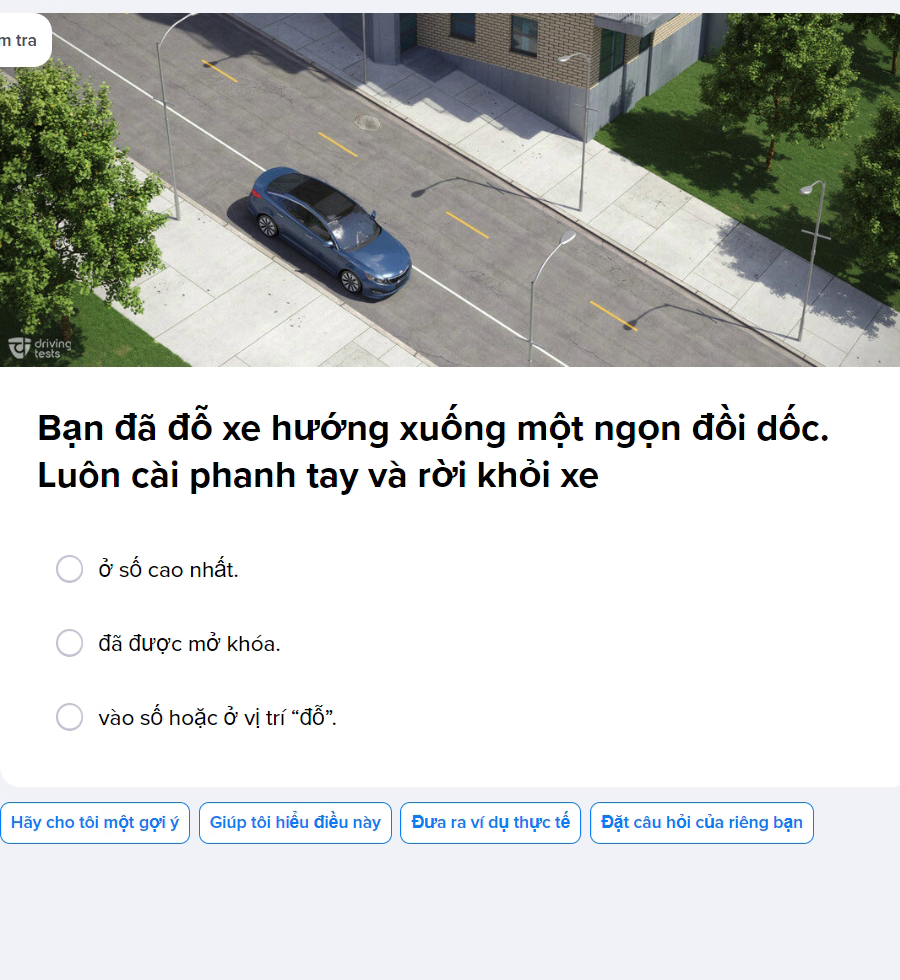 m tra
driving
tests
Bạn đã đỗ xe hướng xuống một ngọn đồi dốc.
Luôn cài phanh tay và rời khỏi xe
ở số cao nhất.
đã được mở khóa.
vào số hoặc ở vị trí “đỗ”.
Hãy cho tôi một gợi ý
Giúp tôi hiểu điều này
Đưa ra ví dụ thực tế
Đặt câu hỏi của riêng bạn